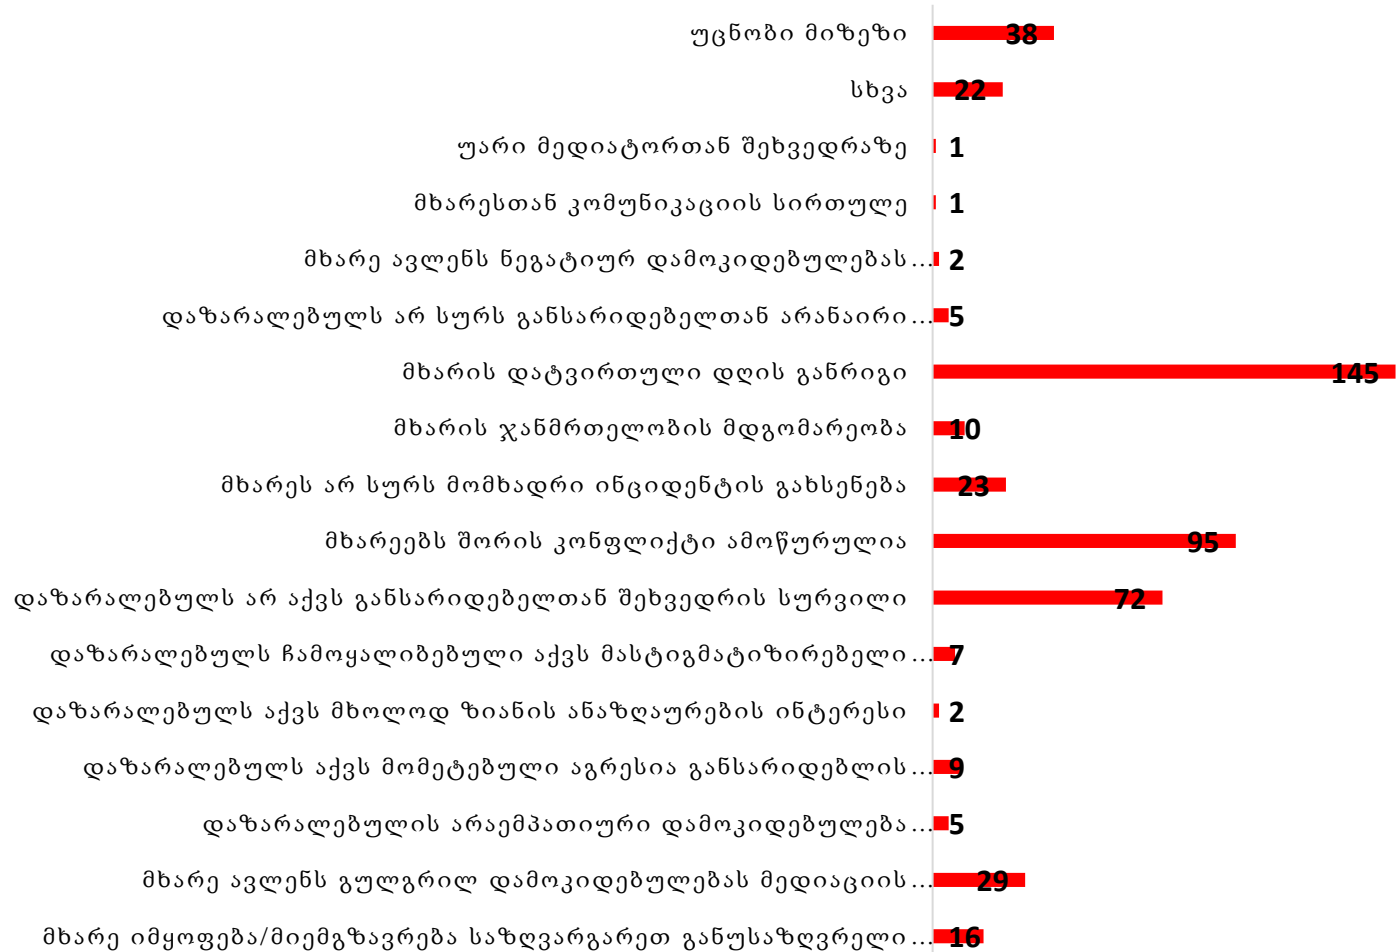 უცნობი მიზეზი 38
სხვა 22
უარი მედიატორთან შეხვედრაზე 1
მხარესთან კომუნიკაციის სირთულე 1
მხარე ავლენს ნეგატიურ დამოკიდებულებას... 2
დაზარალებულს არ სურს განსარიდებელთან არანაირი... 5
მხარის დატვირთული დღის განრიგი 145
მხარის ჯანმრთელობის მდგომარეობა 10
მხარეს არ სურს მომხადრი ინციდენტის გახსენება 23
მხარეებს შორის კონფლიქტი ამოწურულია 95
დაზარალებულს არ აქვს განსარიდებელთან შეხვედრის სურვილი 72
დაზარალებულს ჩამოყალიბებული აქვს მასტიგმატიზირებელი... 7
დაზარალებულს აქვს მხოლოდ ზიანის ანაზღაურების ინტერესი 2
დაზარალებულს აქვს მომეტებული აგრესია განსარიდებლის... 9
დაზარალებულის არაემპათიური დამოკიდებულება... 5
მხარე ავლენს გულგრილ დამოკიდებულებას მედიაციის... 29
მხარე იმყოფება/მიემგზავრება საზღვარგარეთ განუსაზღვრელი... 16